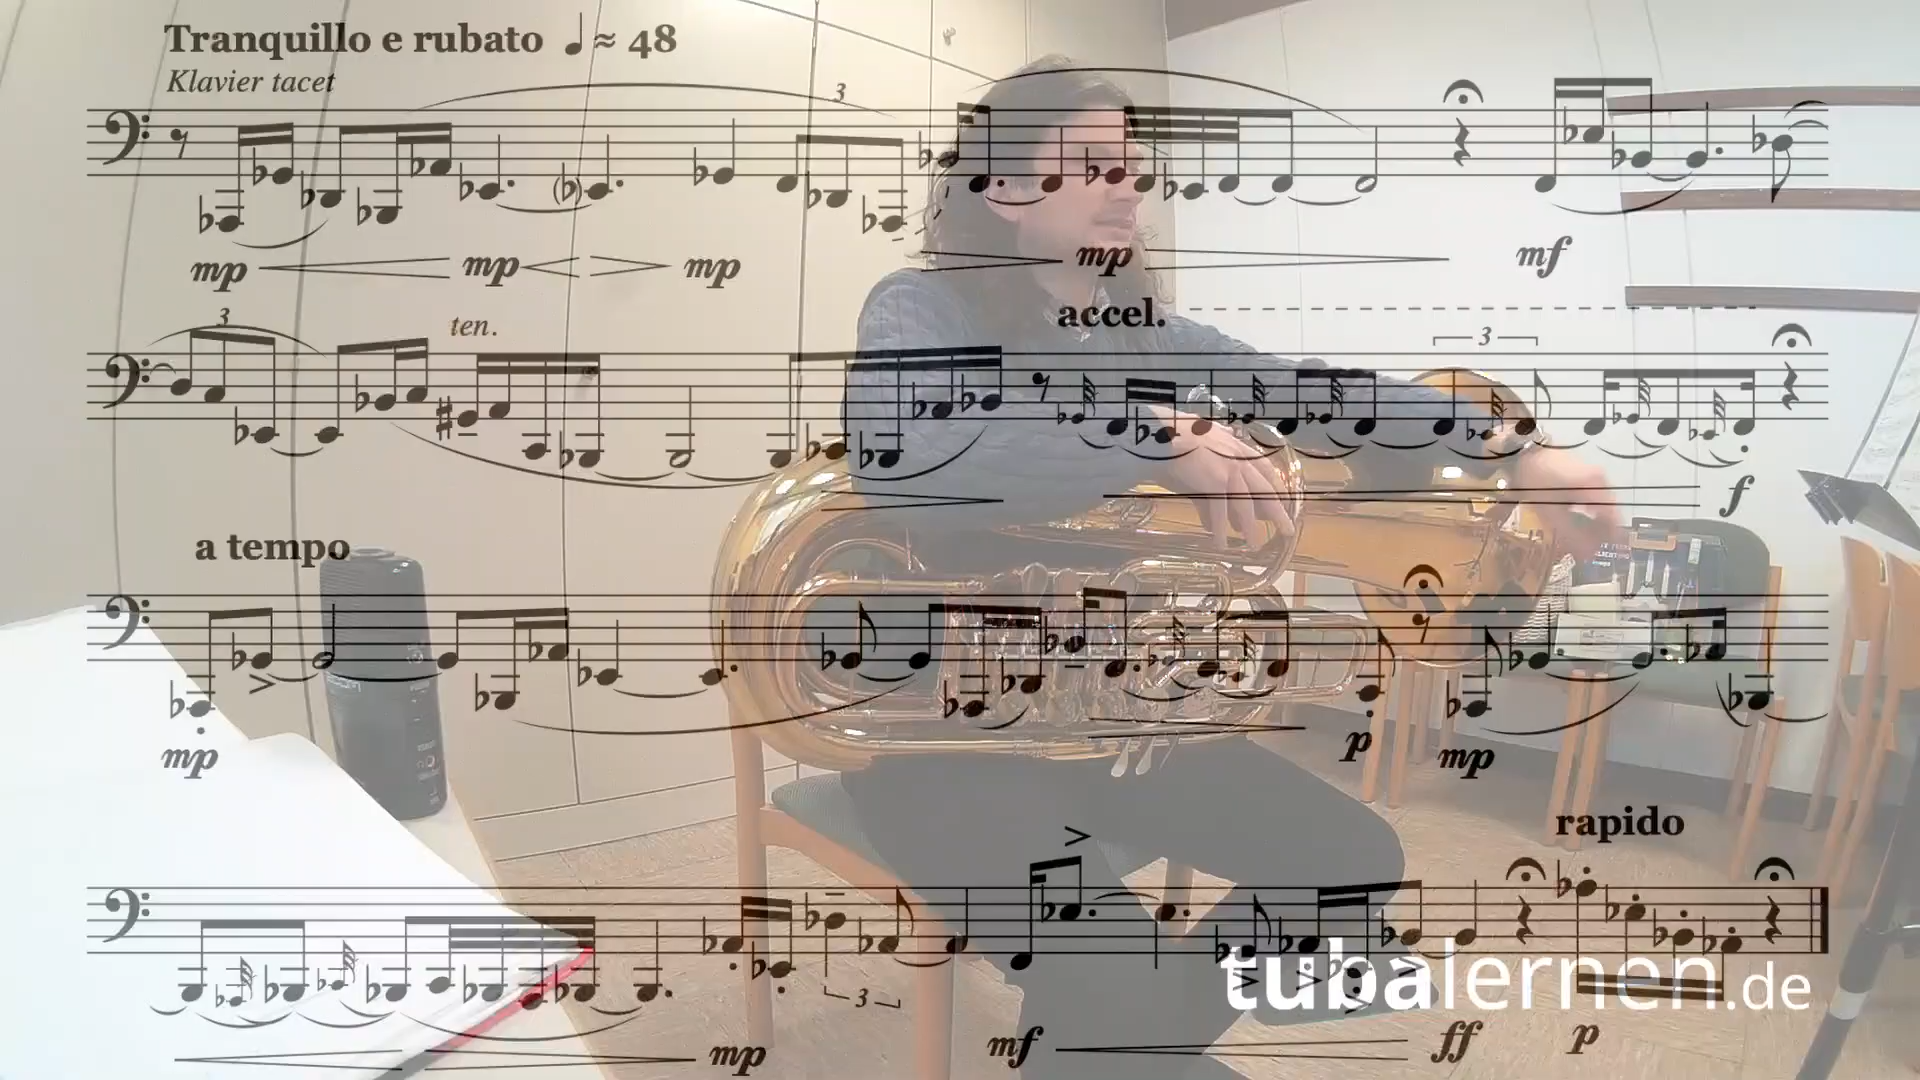 Tranquillo e rubato ♩ ≈ 48
Klavier tacet
3
mp mp mp mp mf
accel.
3 ten. 3
f
a tempo
mp p mp
rapido
3
tubalernen.de
mp mf ff p